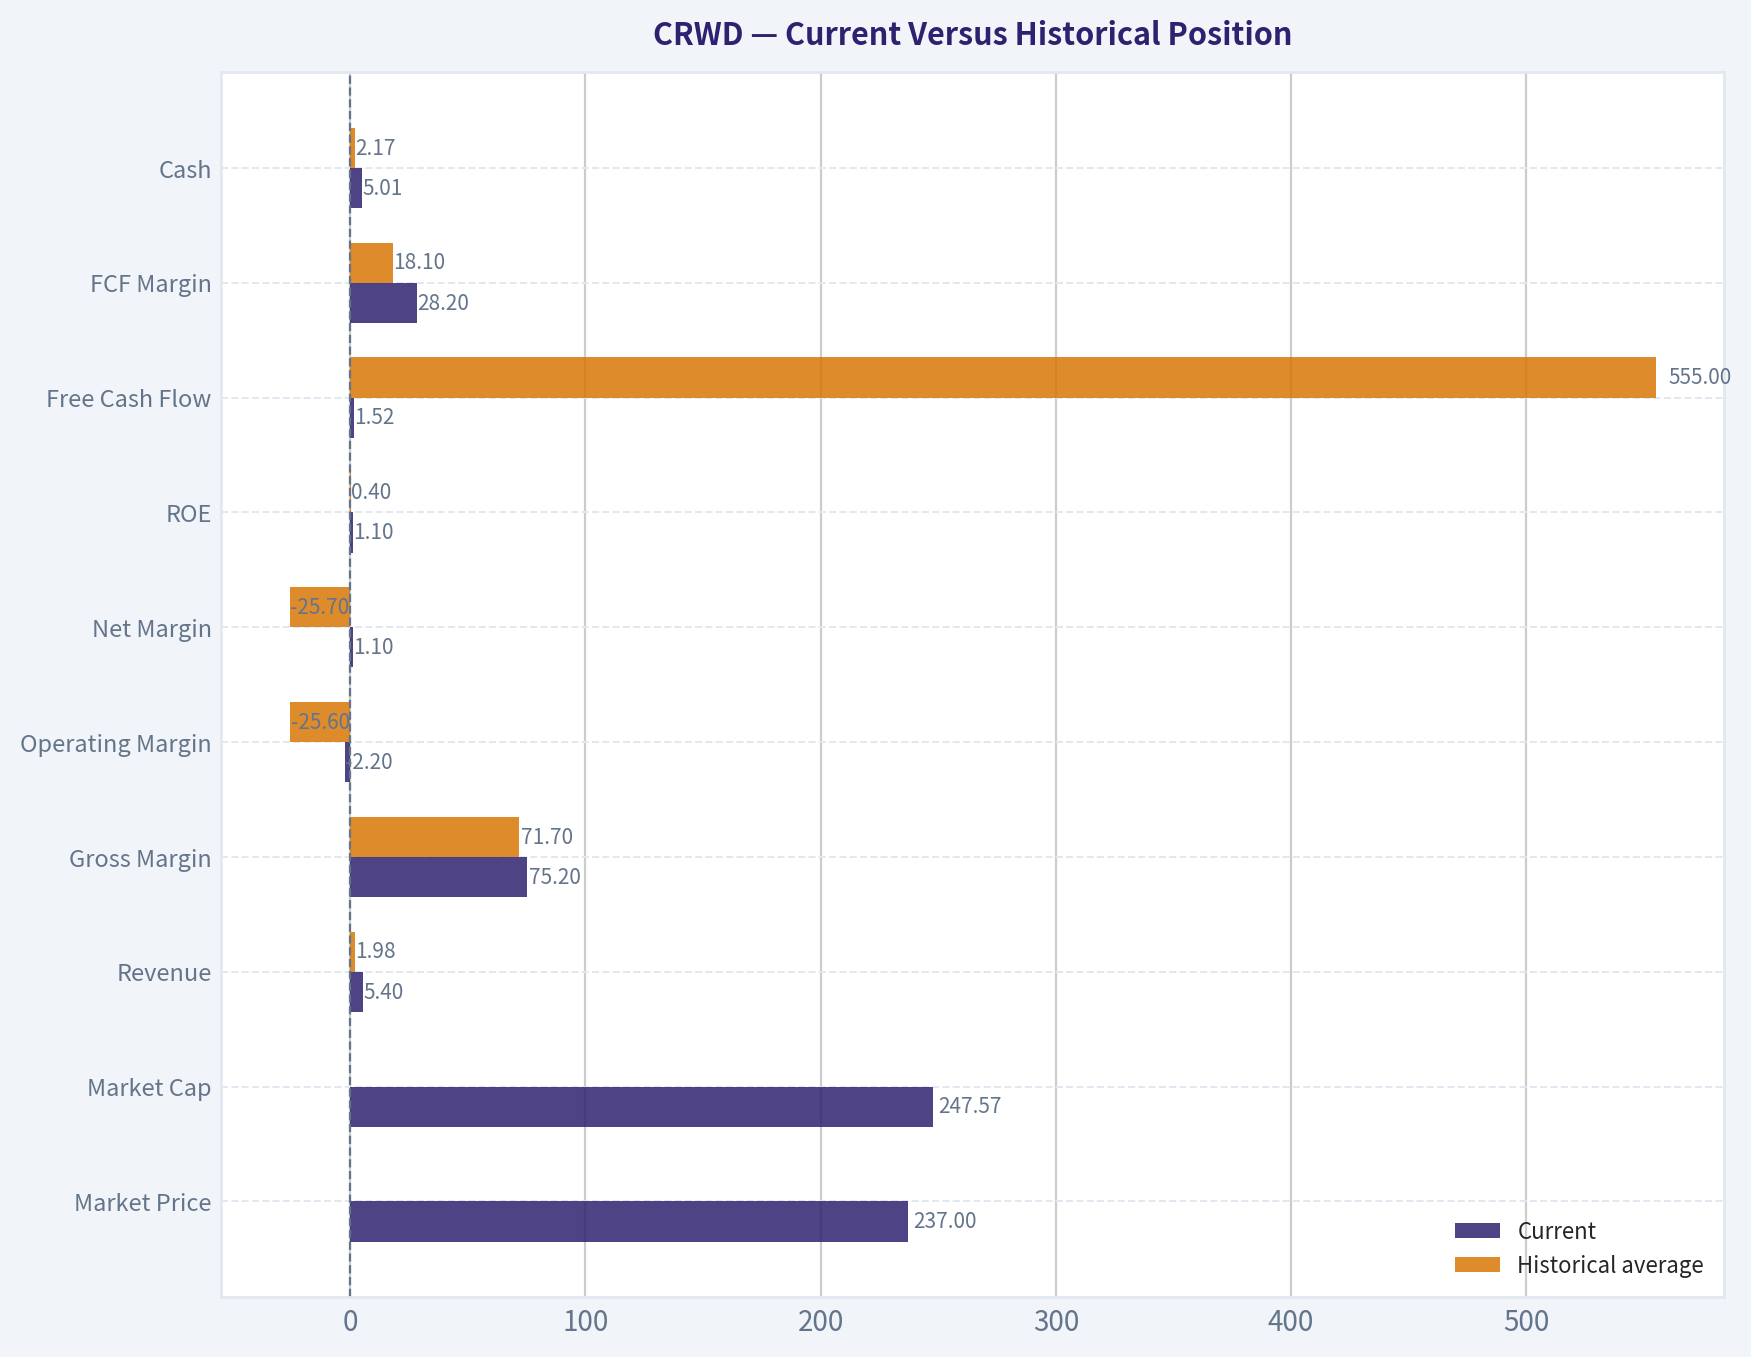 CRWD — Current Versus Historical Position
Cash
2.17
5.01
FCF Margin
18.10
28.20
Free Cash Flow
555.00
1.52
ROE
0.40
1.10
Net Margin
-25.70
1.10
Operating Margin
-25.60
-2.20
Gross Margin
71.70
75.20
Revenue
1.98
5.40
Market Cap
247.57
Market Price
237.00
Current
Historical average
0 100 200 300 400 500